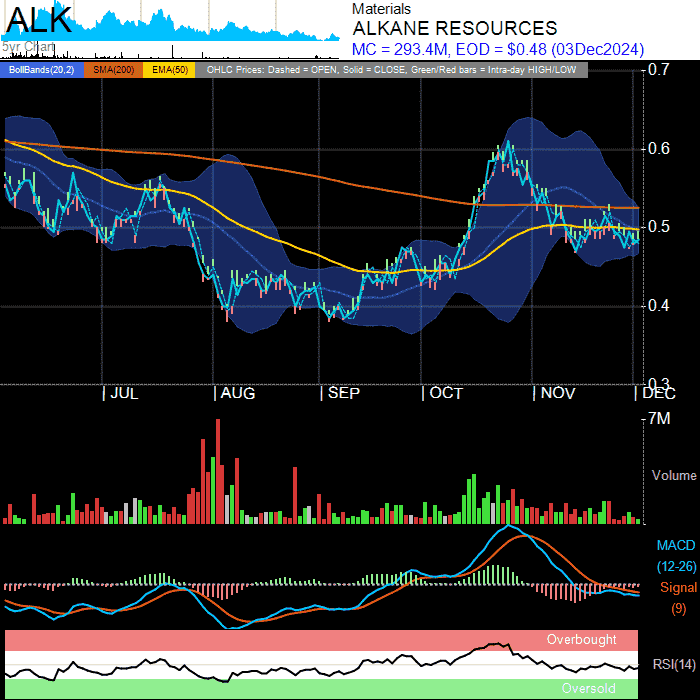 ALK
5yr Chart
Materials
ALKANE RESOURCES
MC = 293.4M, EOD = $0.48 (03Dec2024)
BollBands(20,2) SMA(200) EMA(50) OHLC Prices: Dashed = OPEN, Solid = CLOSE, Green/Red bars = Intra-day HIGH/LOW
0.7
0.6
0.5
0.4
0.3
JUL AUG SEP OCT NOV DEC
7M
Volume
MACD
(12-26)
Signal
(9)
Overbought
RSI(14)
Oversold